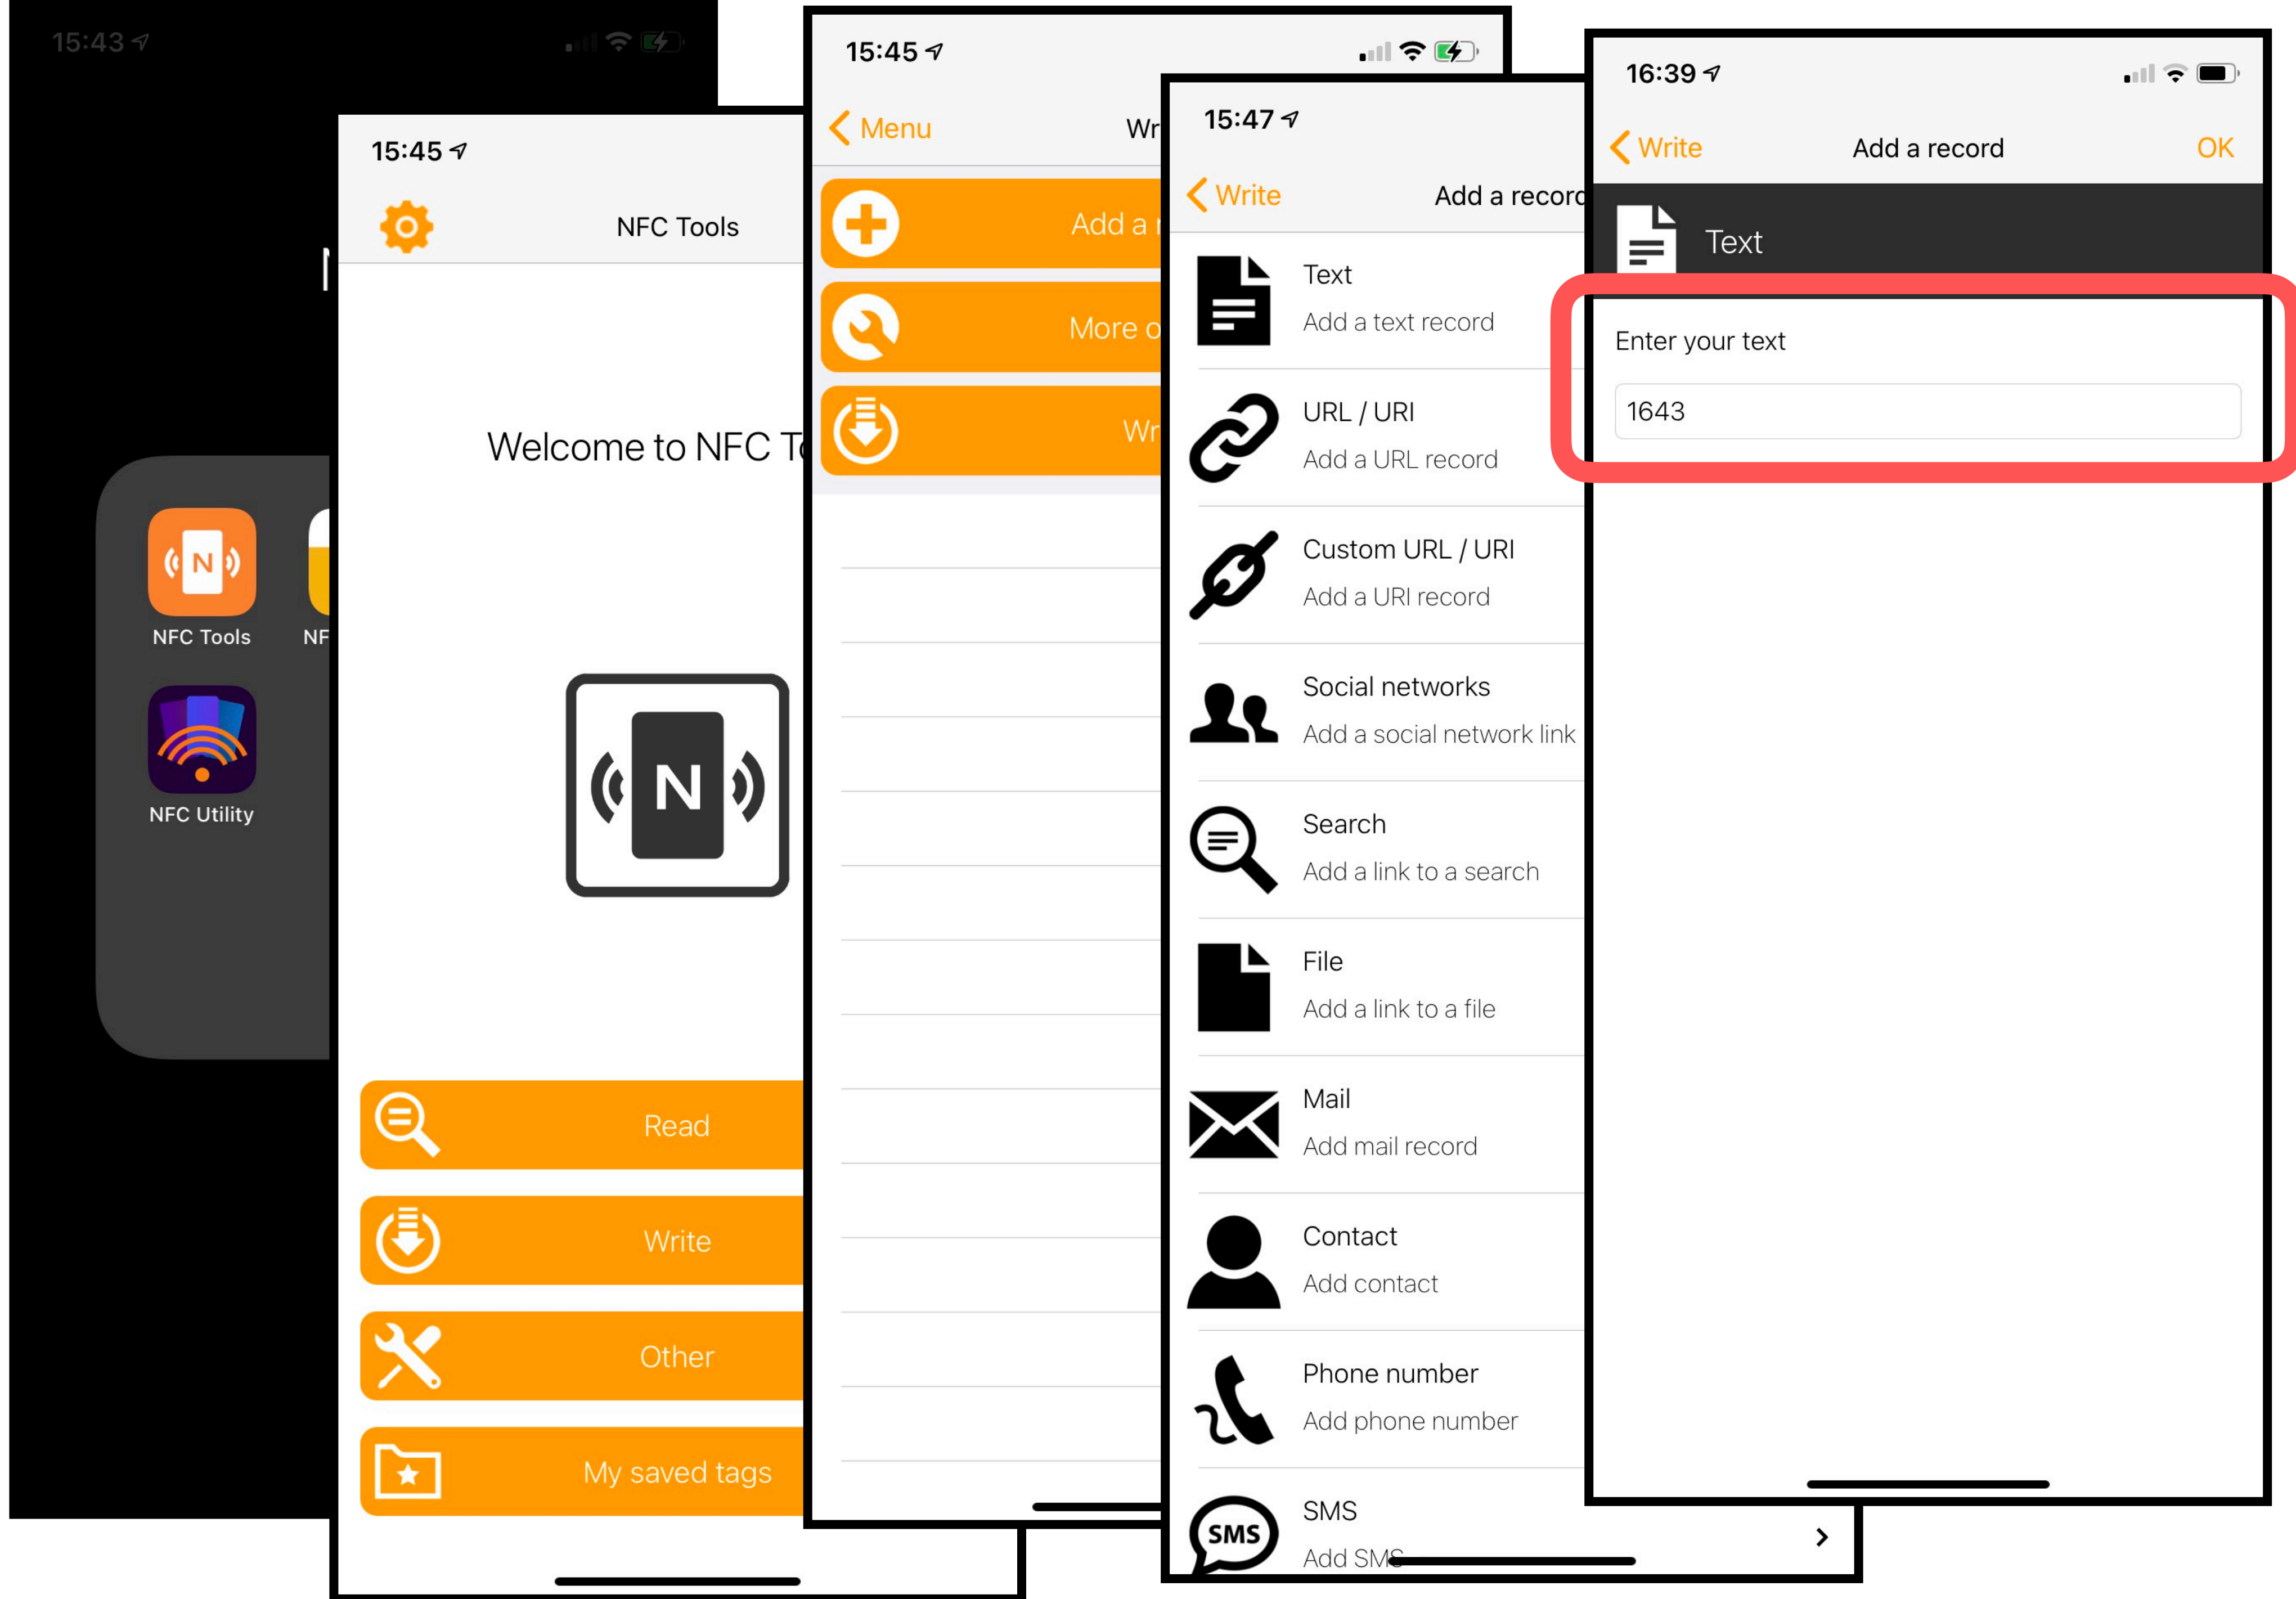 15:43
NFC Tools
NF
NFC Utility
15:45
NFC Tools
Welcome to NFC T
N
Read
Write
Other
My saved tags
15:45
Menu
Wr
Add a
More o
Wr
15:47
Write
Add a record
Text
Add a text record
URL / URI
Add a URL record
Custom URL / URI
Add a URI record
Social networks
Add a social network link
Search
Add a link to a search
File
Add a link to a file
Mail
Add mail record
Contact
Add contact
Phone number
Add phone number
SMS
SMS
Add SMS
16:39
Write
Add a record
OK
Text
Enter your text
1643